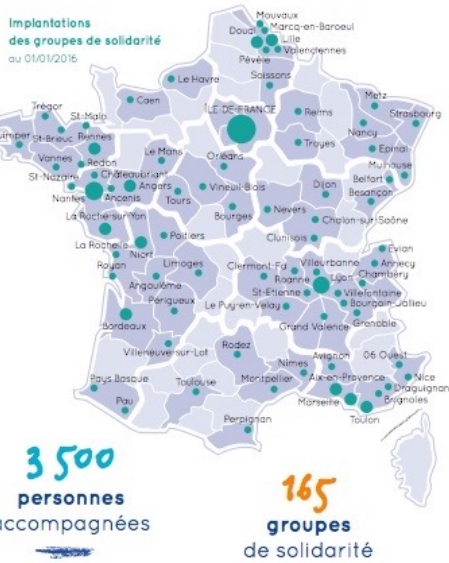 Implantations
des groupes de solidarité
au 01/01/2016
Mouvaux
Marcq-en-Baroeul
Douai
Lille
Valenciennes
Pévèle
Soissons
Le Havre
Caen
ÎLE-DE-FRANCE
Reims
Metz
Strasbourg
Trégor
St-Malo
Nancy
Quimper
St-Brieuc
Rennes
Troyes
Epinal
Le Mans
Orléans
Mulhouse
Vannes
Redon
Châteaubriant
Belfort
St-Nazaire
Angers
Vineuil-Blois
Dijon
Besançon
Nantes
Ancenis
Tours
Bourges
Nevers
Chalon-sur-Saône
La Roche-sur-Yon
Poitiers
Clunisois
La Rochelle
Niort
Evian
Royan
Limoges
Clermont-Fd
Villeurbanne
Annecy
Roanne
Lyon
Chambéry
Angoulême
St-Etienne
Villefontaine
Périgueux
Le Puy-en-Velay
Bourgoin-Jallieu
Bordeaux
Grand Valence
Grenoble
Villeneuve-sur-Lot
Rodez
Avignon
06 Ouest
Nîmes
Pays Basque
Toulouse
Montpellier
Aix-en-Provence
Nice
Draguignan
Pau
Marseille
Brignoles
Toulon
Perpignan
3 500
personnes
accompagnées
165
groupes
de solidarité